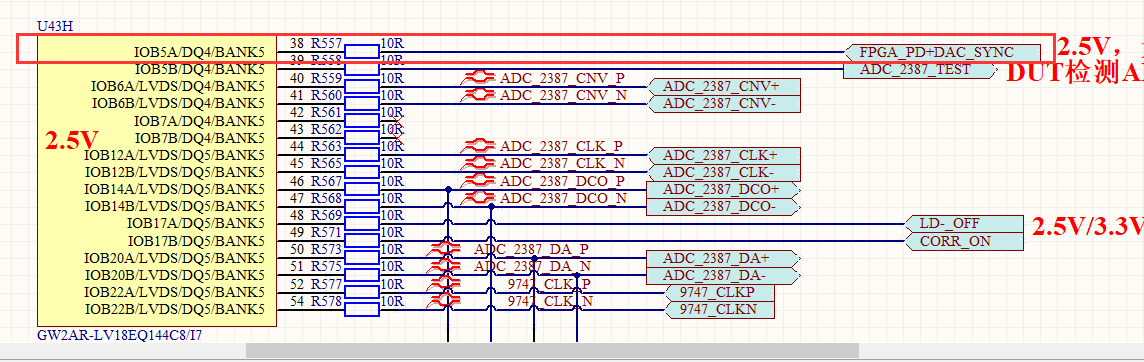 U43H
IOB5A/DQ4/BANK5 38 R557 10R FPGA_PD+DAC_SYNC 2.5V,
IOB5B/DQ4/BANK5 39 R558 10R ADC_2387_TEST DUT检测A
IOB6A/LVDS/DQ4/BANK5 40 R559 10R ADC_2387_CNV_P ADC_2387_CNV+
IOB6B/LVDS/DQ4/BANK5 41 R560 10R ADC_2387_CNV_N ADC_2387_CNV-
IOB7A/DQ4/BANK5 42 R561 10R
IOB7B/DQ4/BANK5 43 R562 10R
2.5V
IOB12A/LVDS/DQ5/BANK5 44 R563 10R ADC_2387_CLK_P ADC_2387_CLK+
IOB12B/LVDS/DQ5/BANK5 45 R565 10R ADC_2387_CLK_N ADC_2387_CLK-
IOB14A/LVDS/DQ5/BANK5 46 R567 10R ADC_2387_DCO_P ADC_2387_DCO+
IOB14B/LVDS/DQ5/BANK5 47 R568 10R ADC_2387_DCO_N ADC_2387_DCO-
IOB17A/DQ5/BANK5 48 R569 10R LD-_OFF 2.5V/3.3V
IOB17B/DQ5/BANK5 49 R571 10R CORR_ON
IOB20A/LVDS/DQ5/BANK5 50 R573 10R ADC_2387_DA_P ADC_2387_DA+
IOB20B/LVDS/DQ5/BANK5 51 R575 10R ADC_2387_DA_N ADC_2387_DA-
IOB22A/LVDS/DQ5/BANK5 52 R577 10R 9747_CLK_P 9747_CLKP
IOB22B/LVDS/DQ5/BANK5 54 R578 10R 9747_CLK_N 9747_CLKN
GW2AR-LV18EQ144C8/I7